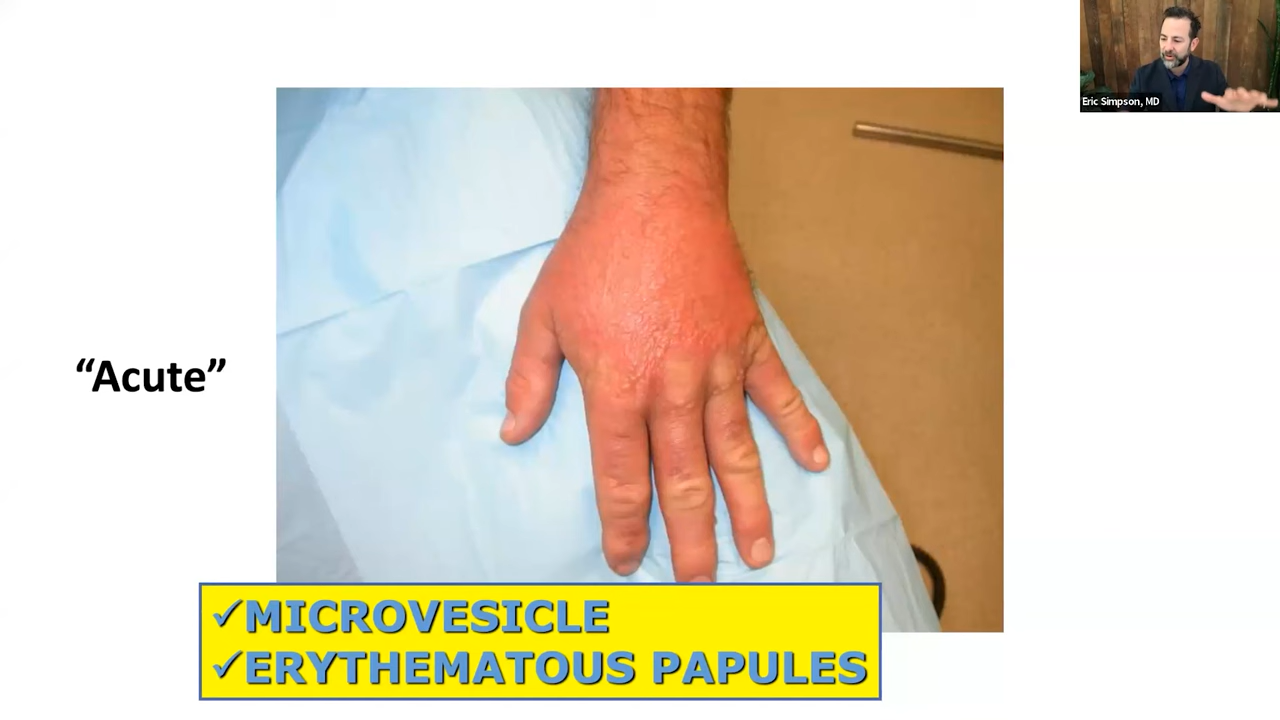 Eric Simpson, MD
“Acute”
✓MICROVESICLE
✓ERYTHEMATOUS PAPULES